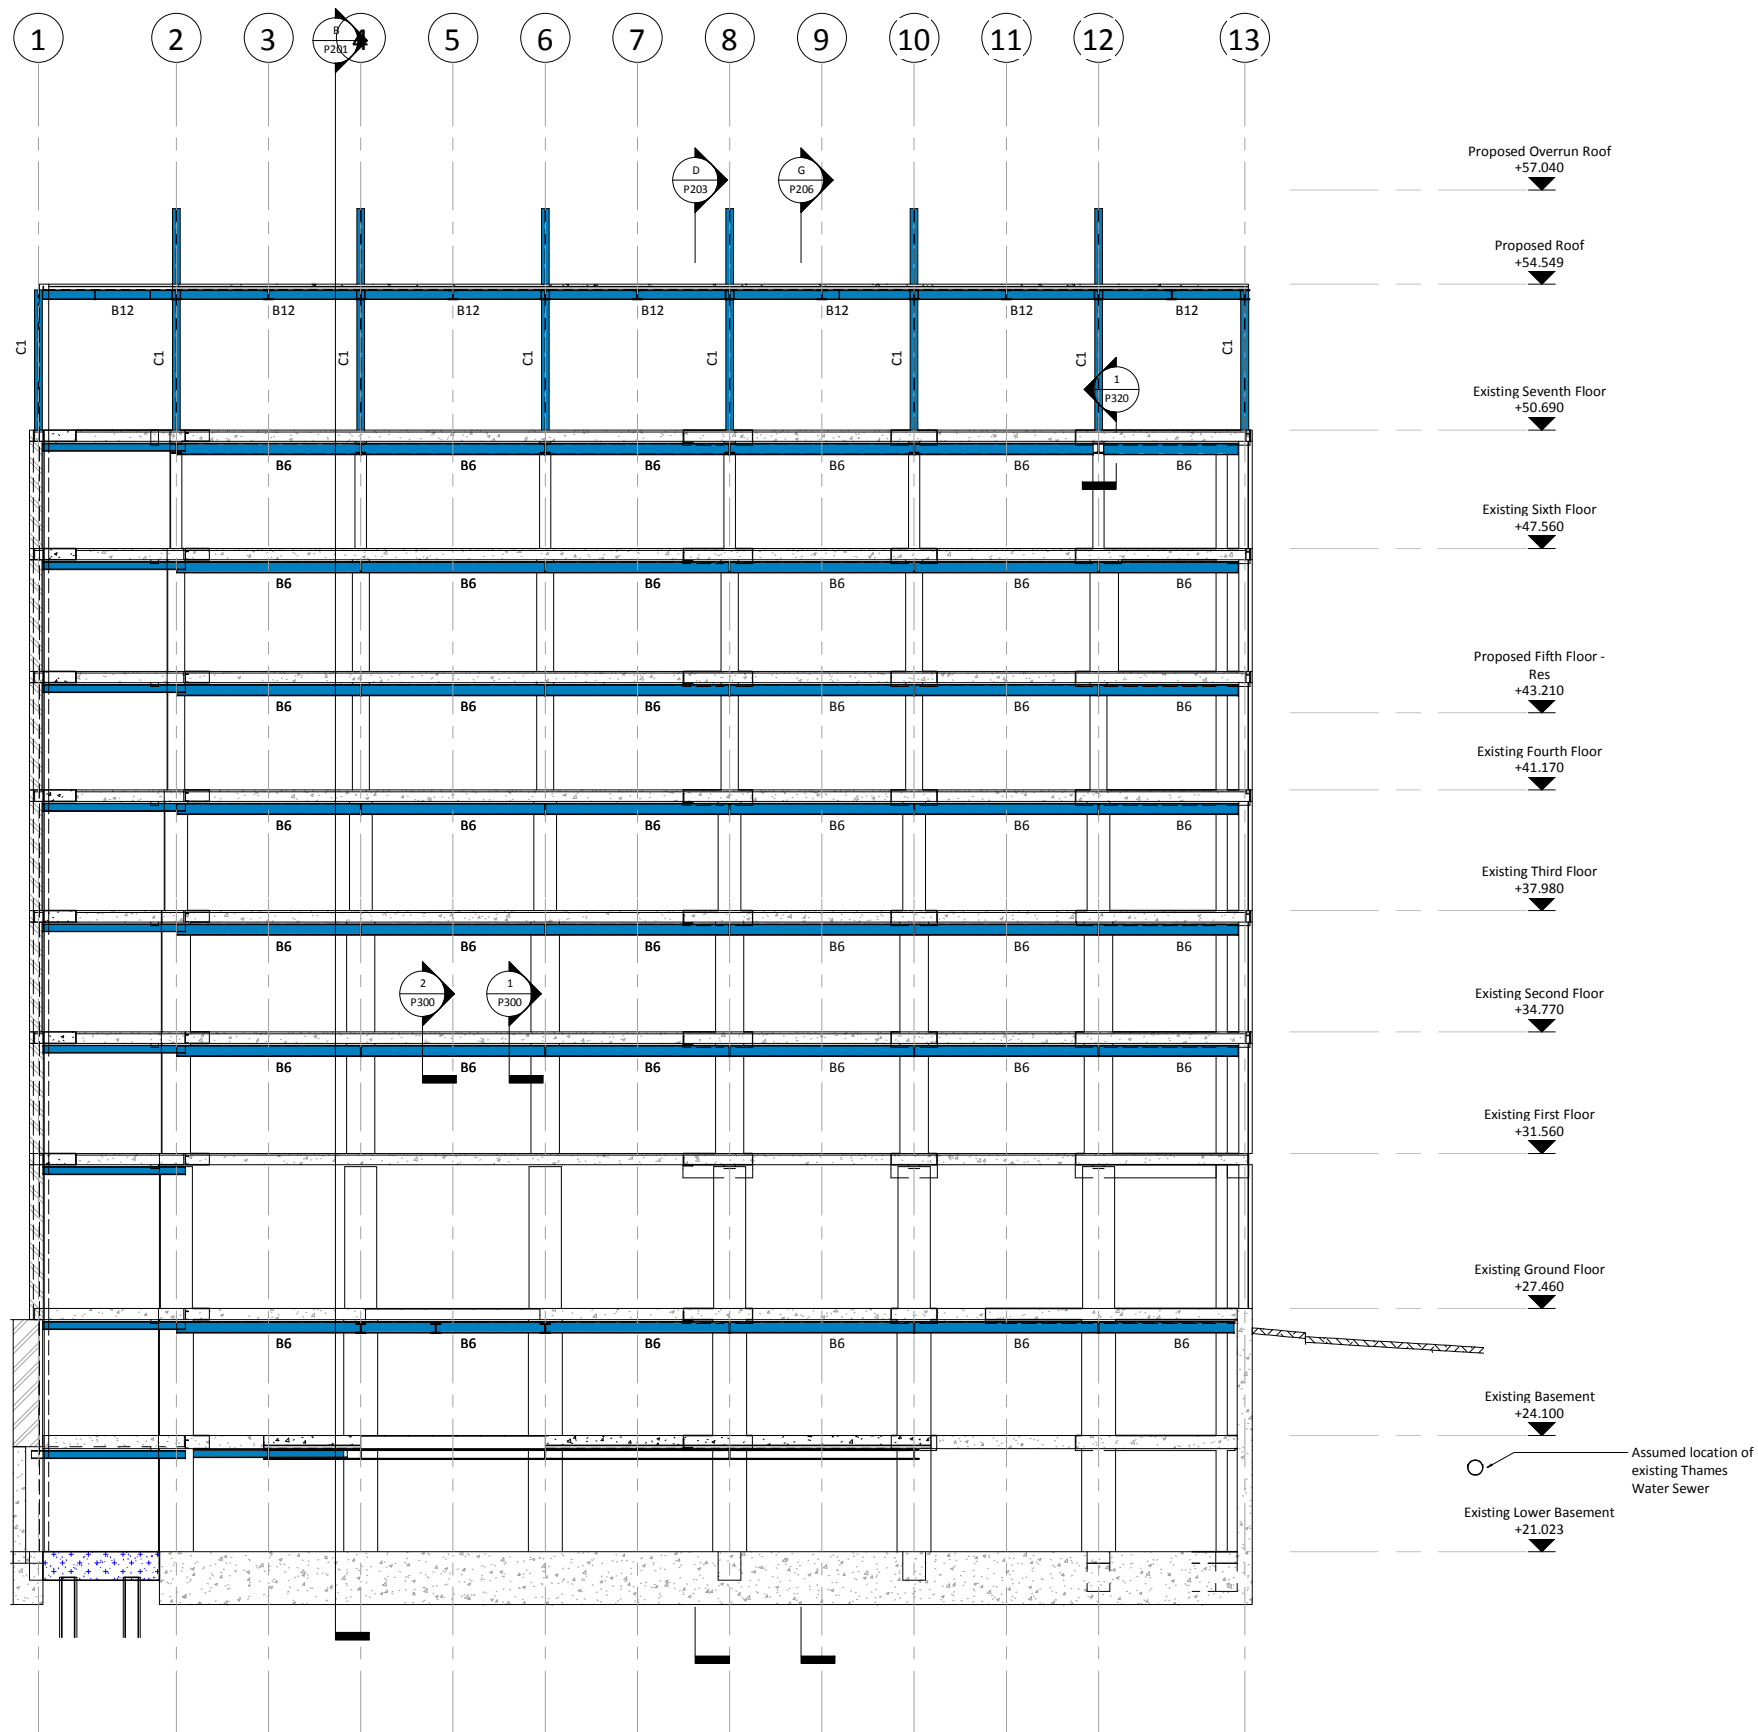 1 2 3 4 5 6 7 8 9 10 11 12 13
B
P201
D
P203
G
P206
Proposed Overrun Roof
+57.040
Proposed Roof
+54.549
B12 B12 B12 B12 B12 B12 B12
C1 C1 C1 C1 C1 C1 C1 C1
1
P320
Existing Seventh Floor
+50.690
B6 B6 B6 B6 B6 B6
Existing Sixth Floor
+47.560
B6 B6 B6 B6 B6 B6
Proposed Fifth Floor -
Res
+43.210
B6 B6 B6 B6 B6 B6
Existing Fourth Floor
+41.170
B6 B6 B6 B6 B6 B6
Existing Third Floor
+37.980
B6 B6 B6 B6 B6 B6
2
P300
1
P300
Existing Second Floor
+34.770
B6 B6 B6 B6 B6 B6
Existing First Floor
+31.560
Existing Ground Floor
+27.460
B6 B6 B6 B6 B6 B6
Existing Basement
+24.100
Assumed location of
existing Thames
Water Sewer
Existing Lower Basement
+21.023